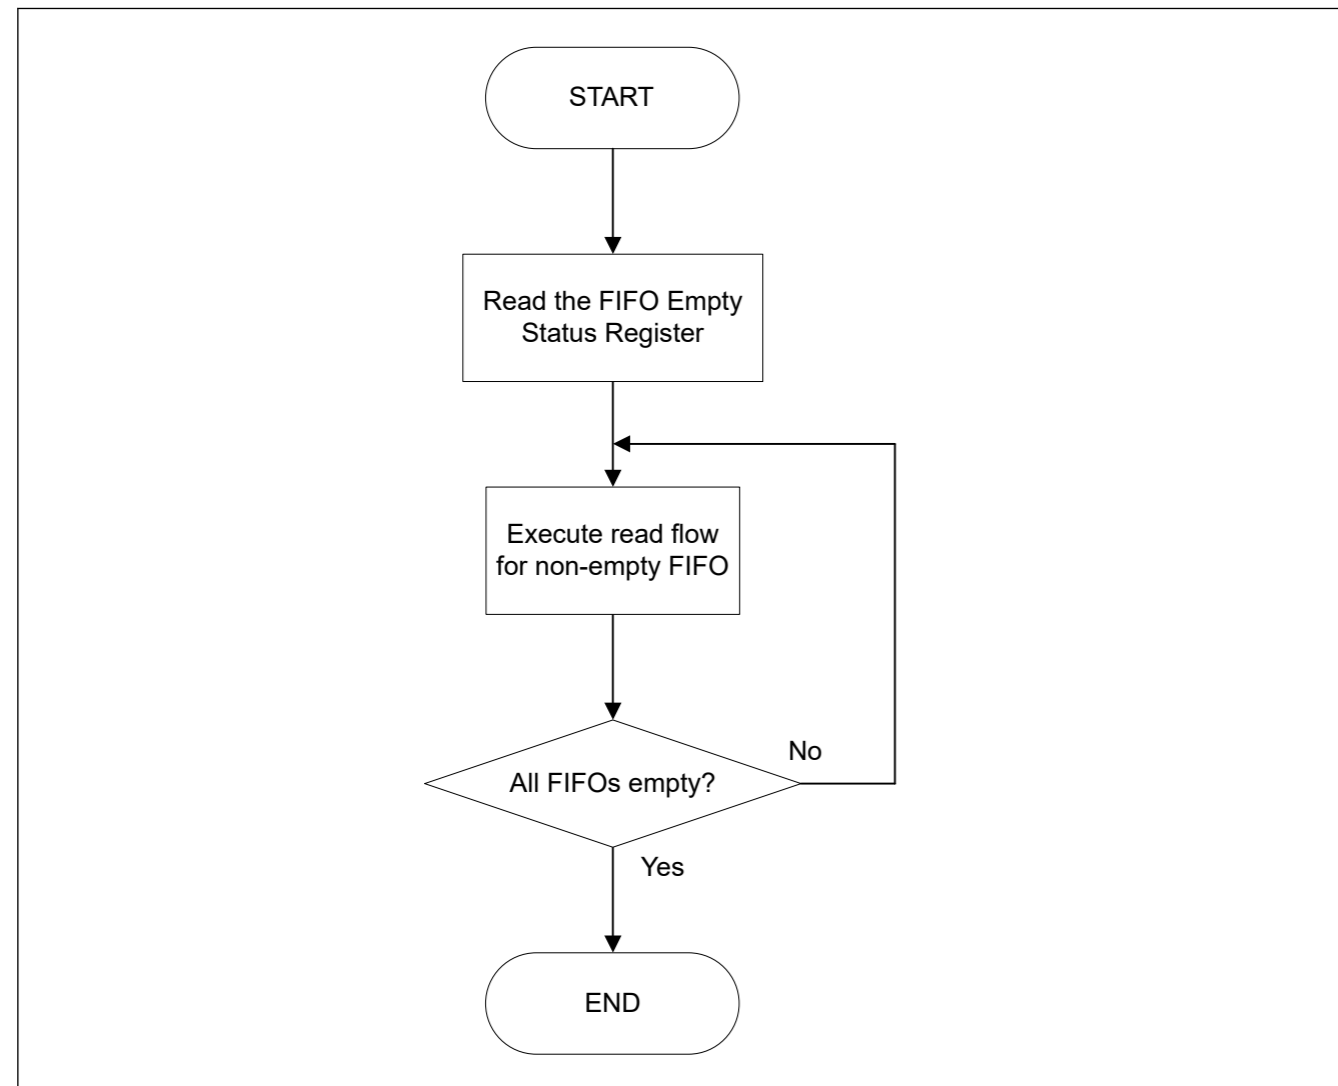 START
Read the FIFO Empty
Status Register
Execute read flow
for non-empty FIFO
All FIFOs empty?
No
Yes
END